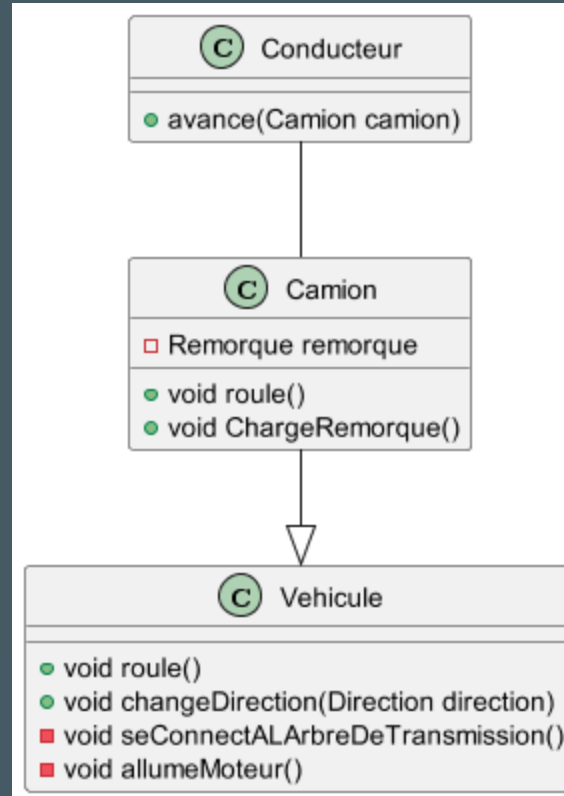 C Conducteur
avance(Camion camion)
C Camion
Remorque remorque
void roule()
void ChargeRemorque()
C Vehicule
void roule()
void changeDirection(Direction direction)
void seConnectALArbreDeTransmission()
void allumeMoteur()